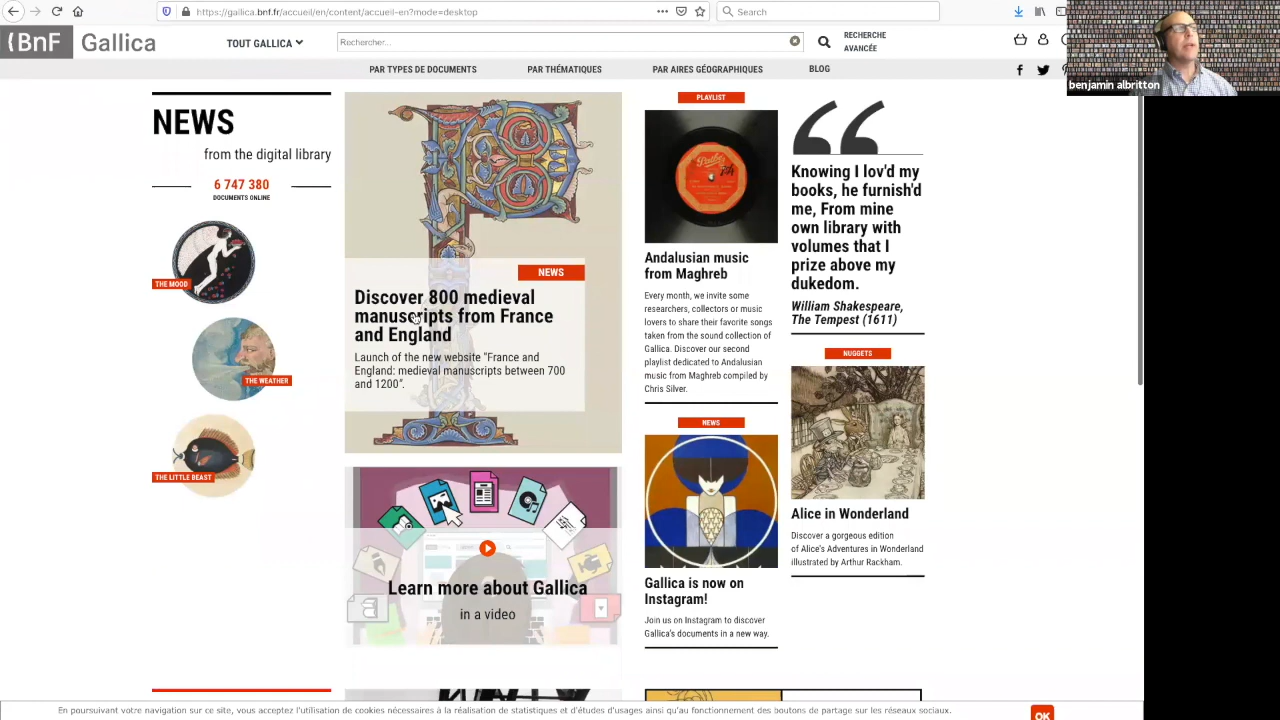 https://gallica.bnf.fr/accueil/en/content/accueil-en?mode=desktop
Search
{BnF Gallica
TOUT GALLICA
Rechercher...
RECHERCHE
AVANCÉE
PAR TYPES DE DOCUMENTS
PAR THÉMATIQUES
PAR AIRES GÉOGRAPHIQUES
BLOG
benjamin albritton
NEWS
from the digital library
6 747 380
DOCUMENTS ONLINE
THE MOOD
THE WEATHER
THE LITTLE BEAST
NEWS
Discover 800 medieval
manuscripts from France
and England
Launch of the new website “France and
England: medieval manuscripts between 700
and 1200”.
Learn more about Gallica
in a video
PLAYLIST
Andalusian music
from Maghreb
Every month, we invite some
researchers, collectors or music
lovers to share their favorite songs
taken from the sound collection of
Gallica. Discover our second
playlist dedicated to Andalusian
music from Maghreb compiled by
Chris Silver.
NEWS
Gallica is now on
Instagram!
Join us on Instagram to discover
Gallica's documents in a new way.
Knowing I lov'd my
books, he furnish'd
me, From mine
own library with
volumes that I
prize above my
dukedom.
William Shakespeare,
The Tempest (1611)
NUGGETS
Alice in Wonderland
Discover a gorgeous edition
of Alice's Adventures in Wonderland
illustrated by Arthur Rackham.
En poursuivant votre navigation sur ce site, vous acceptez l'utilisation de cookies nécessaires à la réalisation de statistiques et d'études d'usages ainsi qu'au fonctionnement des boutons de partage sur les réseaux sociaux.
OK